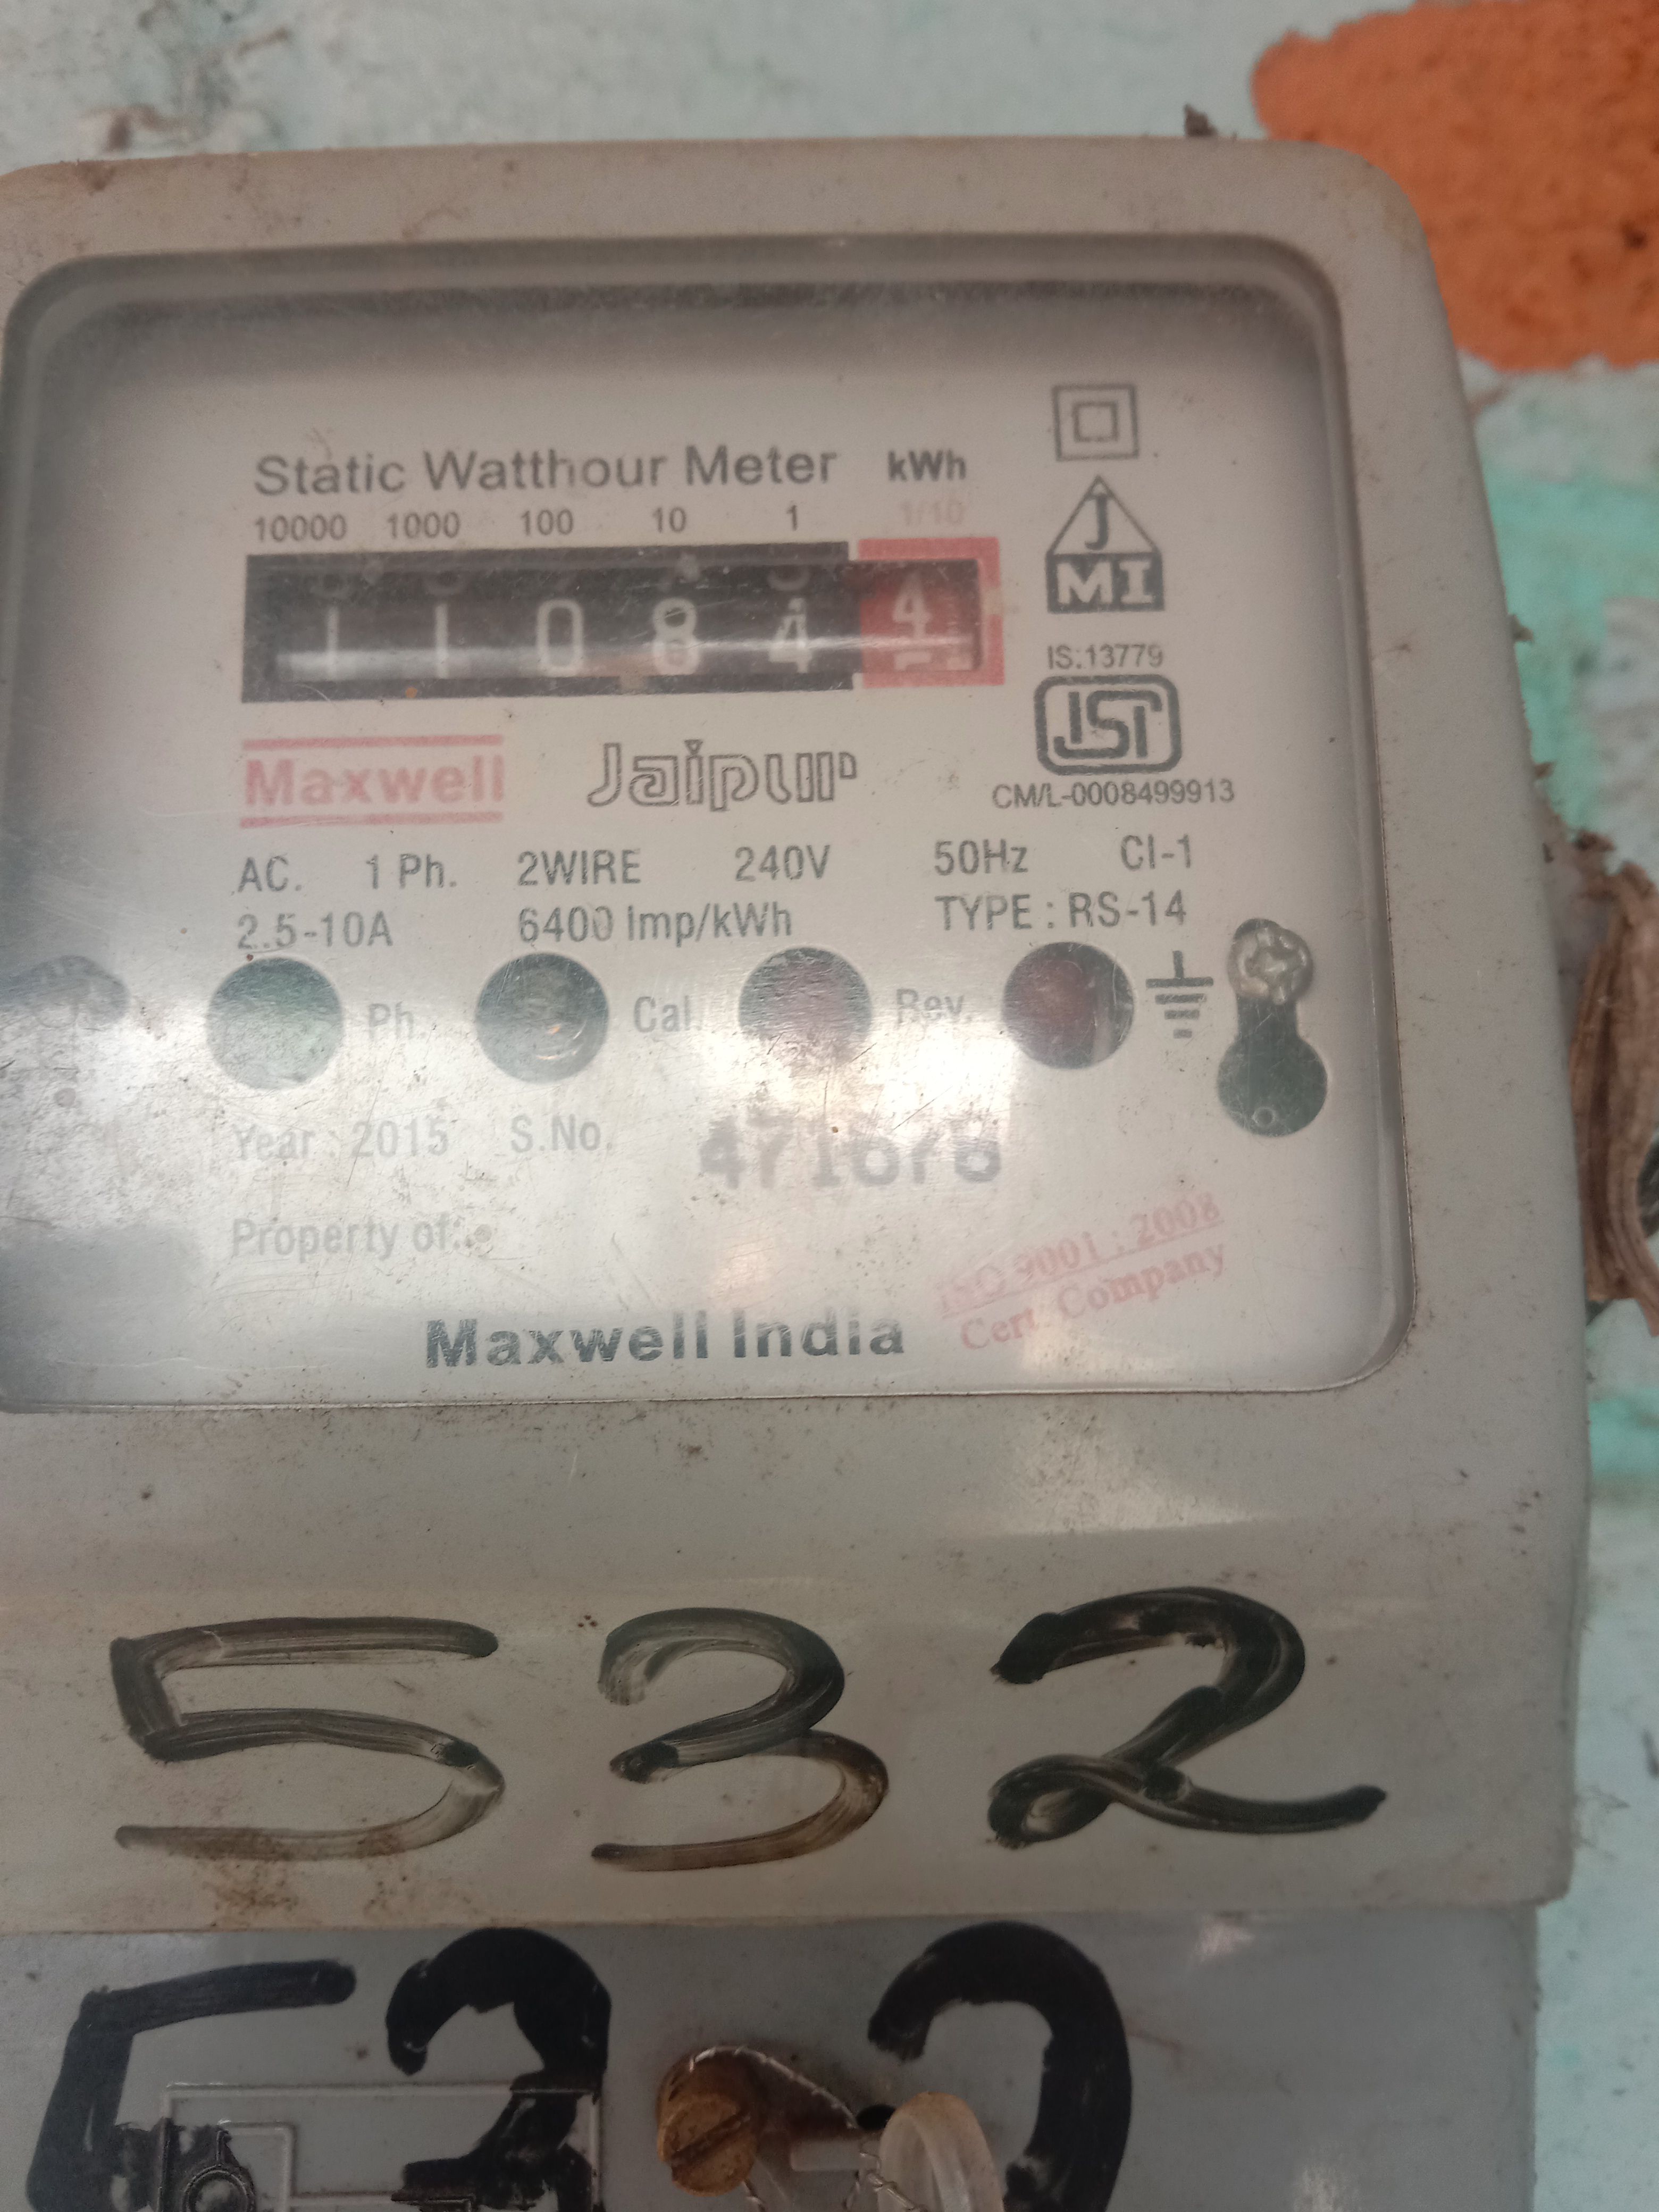 Static Watthour Meter kWh
10000 1000 100 10 1 1/10
1 1 0 8 4 4
J
MI
IS:13779
ISI
Maxwell Jaipur
CM/L-0008499913
AC. 1 Ph. 2WIRE 240V 50Hz Cl-1
2.5-10A 6400 Imp/kWh TYPE : RS-14
Ph. Cal. Rev.
Year : 2015 S.No.
Property of:
ISO 9001 : 2008
Cert. Company
Maxwell India
532
532